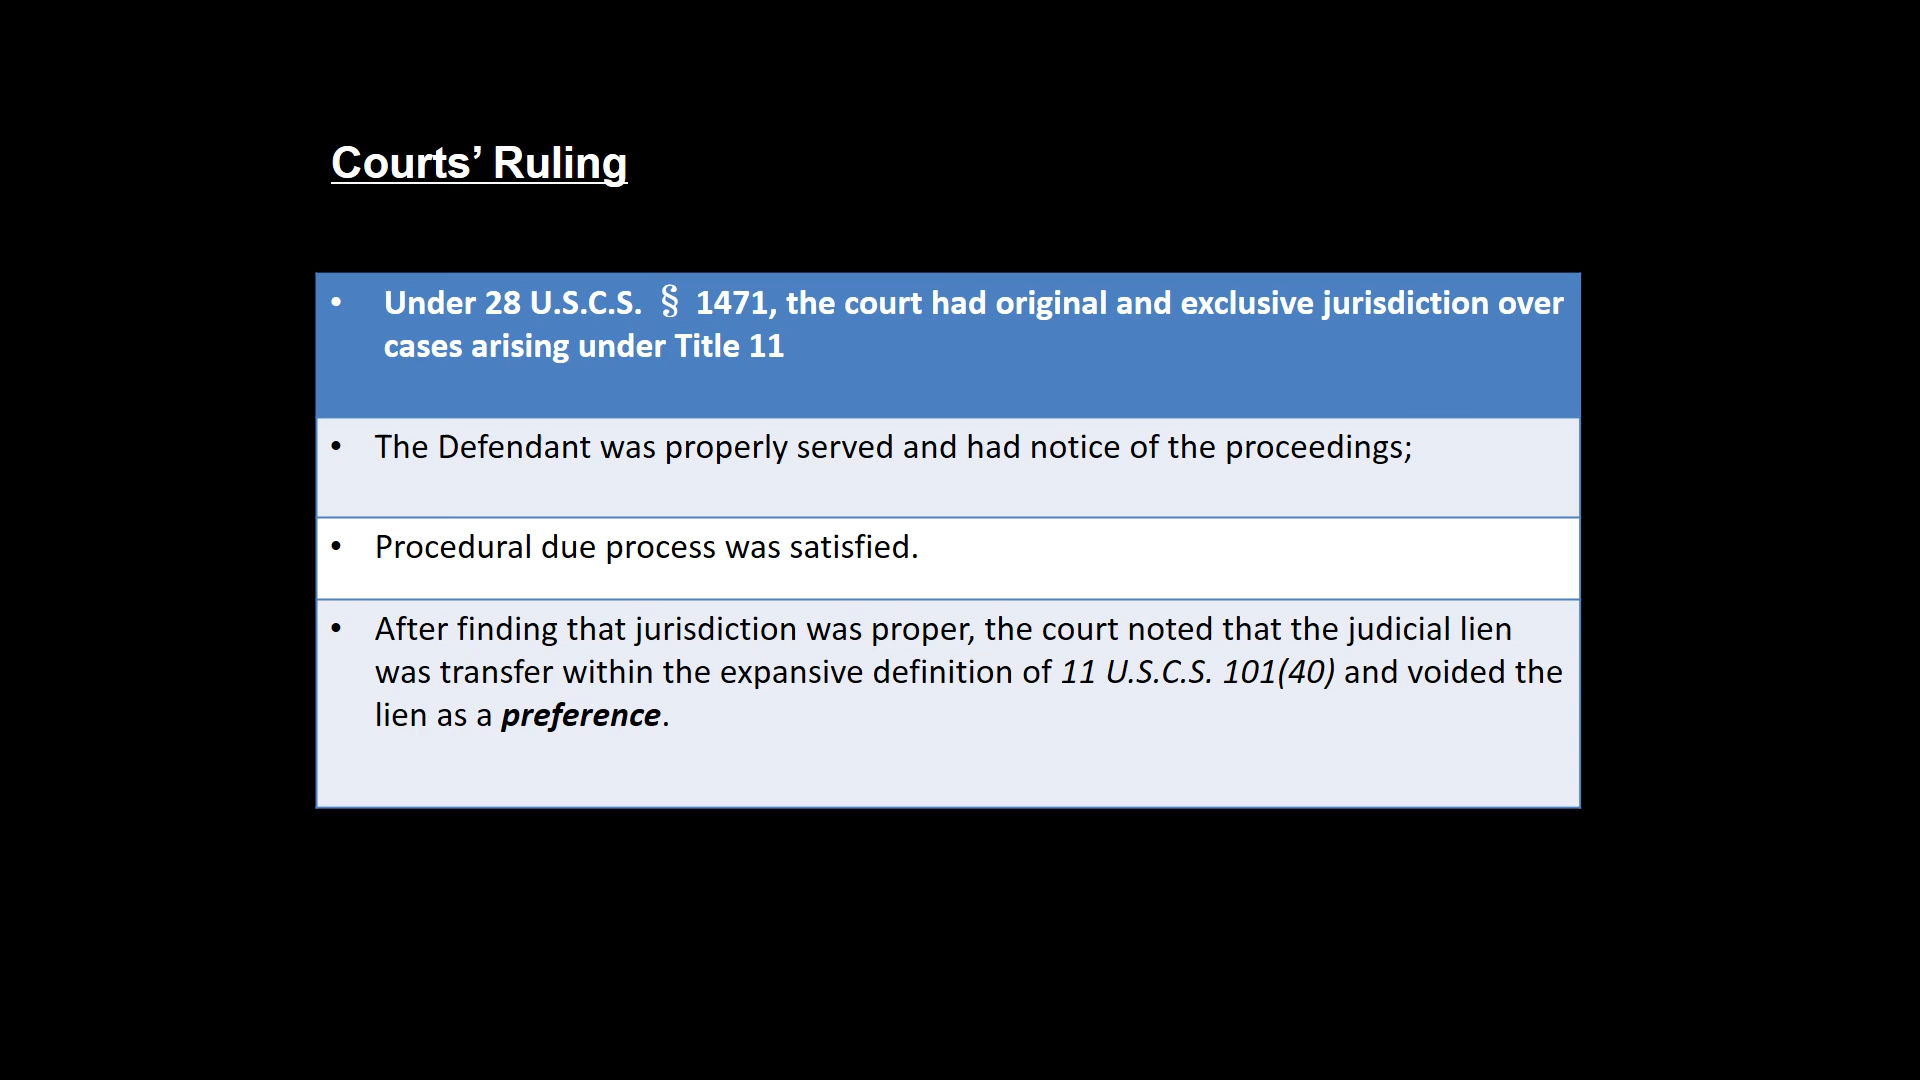 Courts’ Ruling
• Under 28 U.S.C.S. § 1471, the court had original and exclusive jurisdiction over
cases arising under Title 11
• The Defendant was properly served and had notice of the proceedings;
• Procedural due process was satisfied.
• After finding that jurisdiction was proper, the court noted that the judicial lien
was transfer within the expansive definition of 11 U.S.C.S. 101(40) and voided the
lien as a preference.